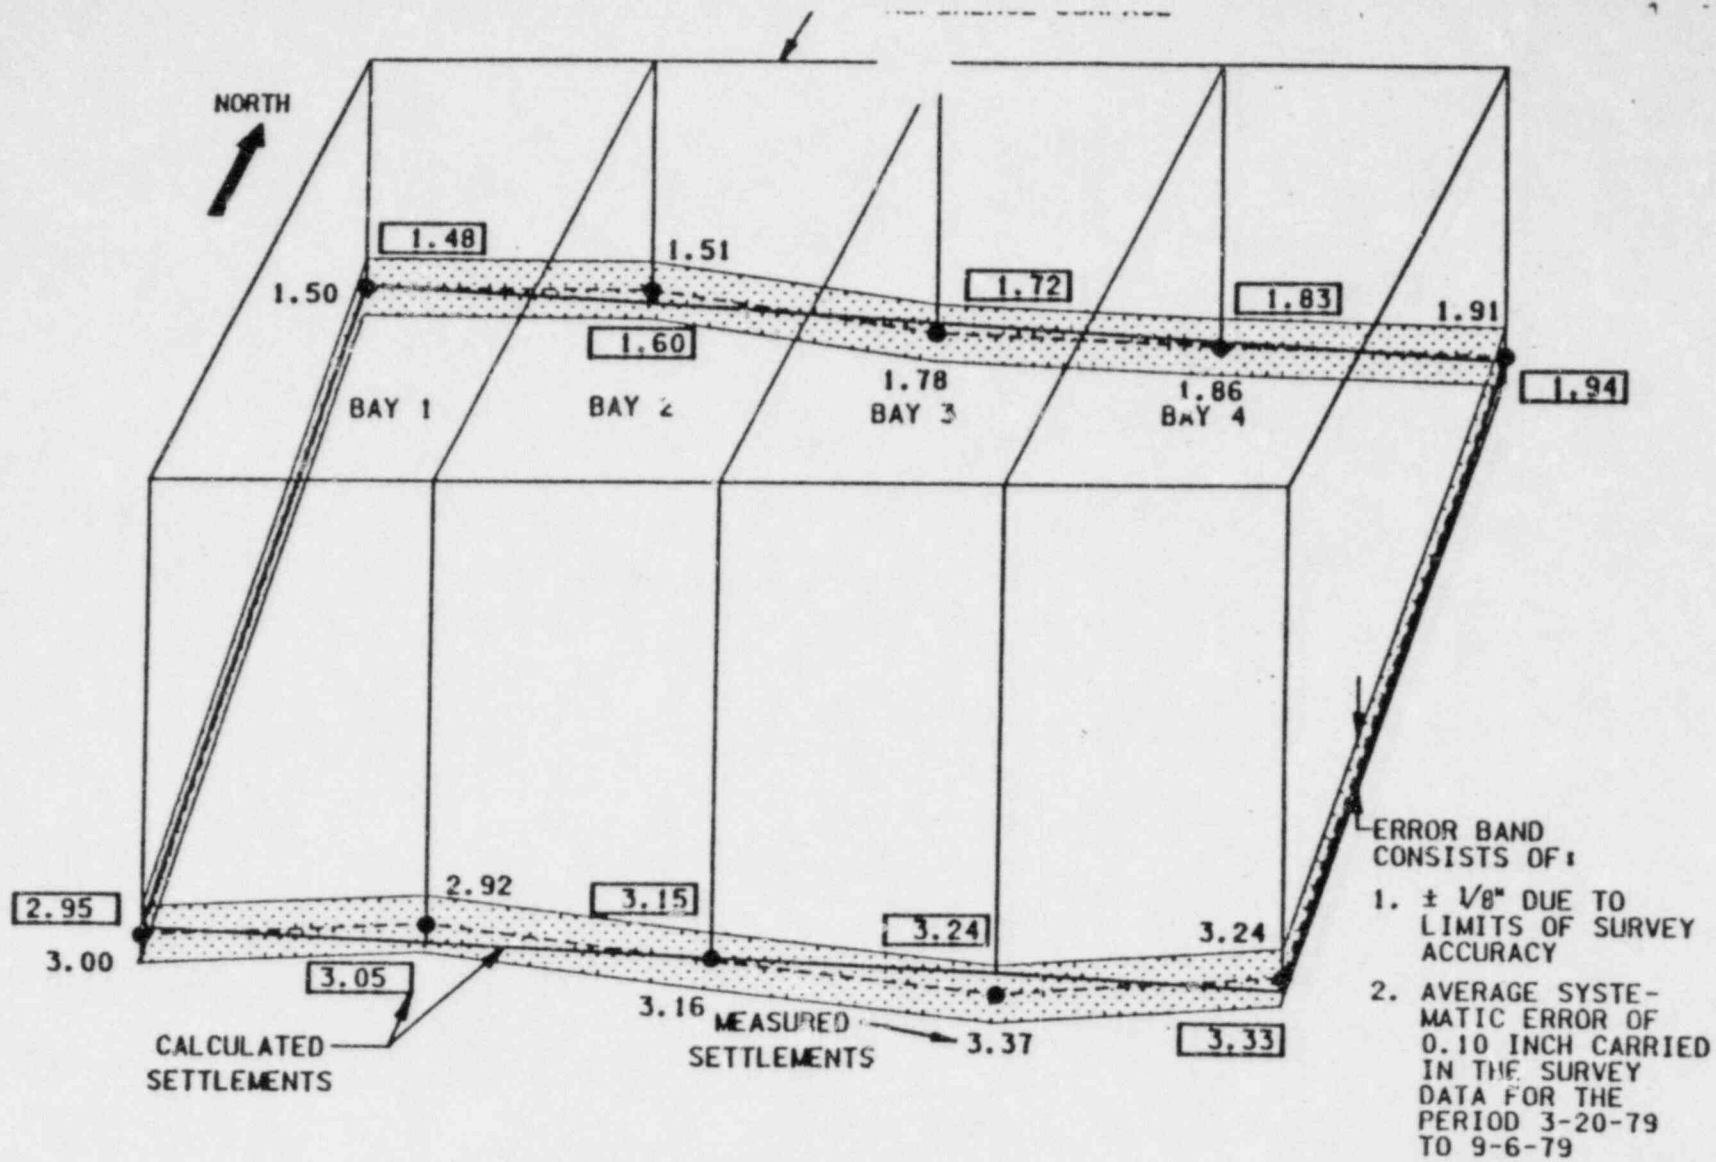 NORTH
1.48
1.51
1.50
1.72
1.83
1.91
1.60
1.78
1.86
1.94
BAY 1
BAY 2
BAY 3
BAY 4
2.95
2.92
3.15
3.24
3.24
3.00
3.05
3.16
3.37
3.33
CALCULATED
SETTLEMENTS
MEASURED
SETTLEMENTS
ERROR BAND
CONSISTS OF:
1. ± 1/8" DUE TO
LIMITS OF SURVEY
ACCURACY
2. AVERAGE SYSTE-
MATIC ERROR OF
0.10 INCH CARRIED
IN THE SURVEY
DATA FOR THE
PERIOD 3-20-79
TO 9-6-79